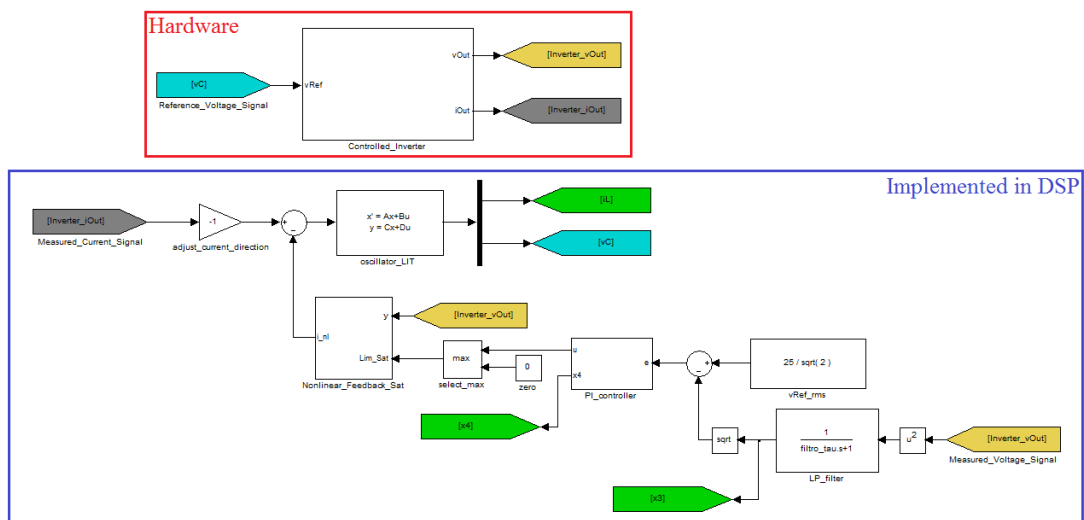 Hardware
[vC]
Reference_Voltage_Signal
vRef
vOut
iOut
Controlled_Inverter
[Inverter_vOut]
[Inverter_iOut]
Implemented in DSP
[Inverter_iOut]
Measured_Current_Signal
-1
adjust_current_direction
+
−
x' = Ax+Bu
y = Cx+Du
oscillator_LIT
[iL]
[vC]
i_nl
y
Lim_Sat
Nonlinear_Feedback_Sat
[Inverter_vOut]
max
select_max
0
zero
u
x4
e
PI_controller
+
−
25 / sqrt( 2 )
vRef_rms
[x4]
sqrt
1
filtro_tau.s+1
LP_filter
u²
[Inverter_vOut]
Measured_Voltage_Signal
[x3]